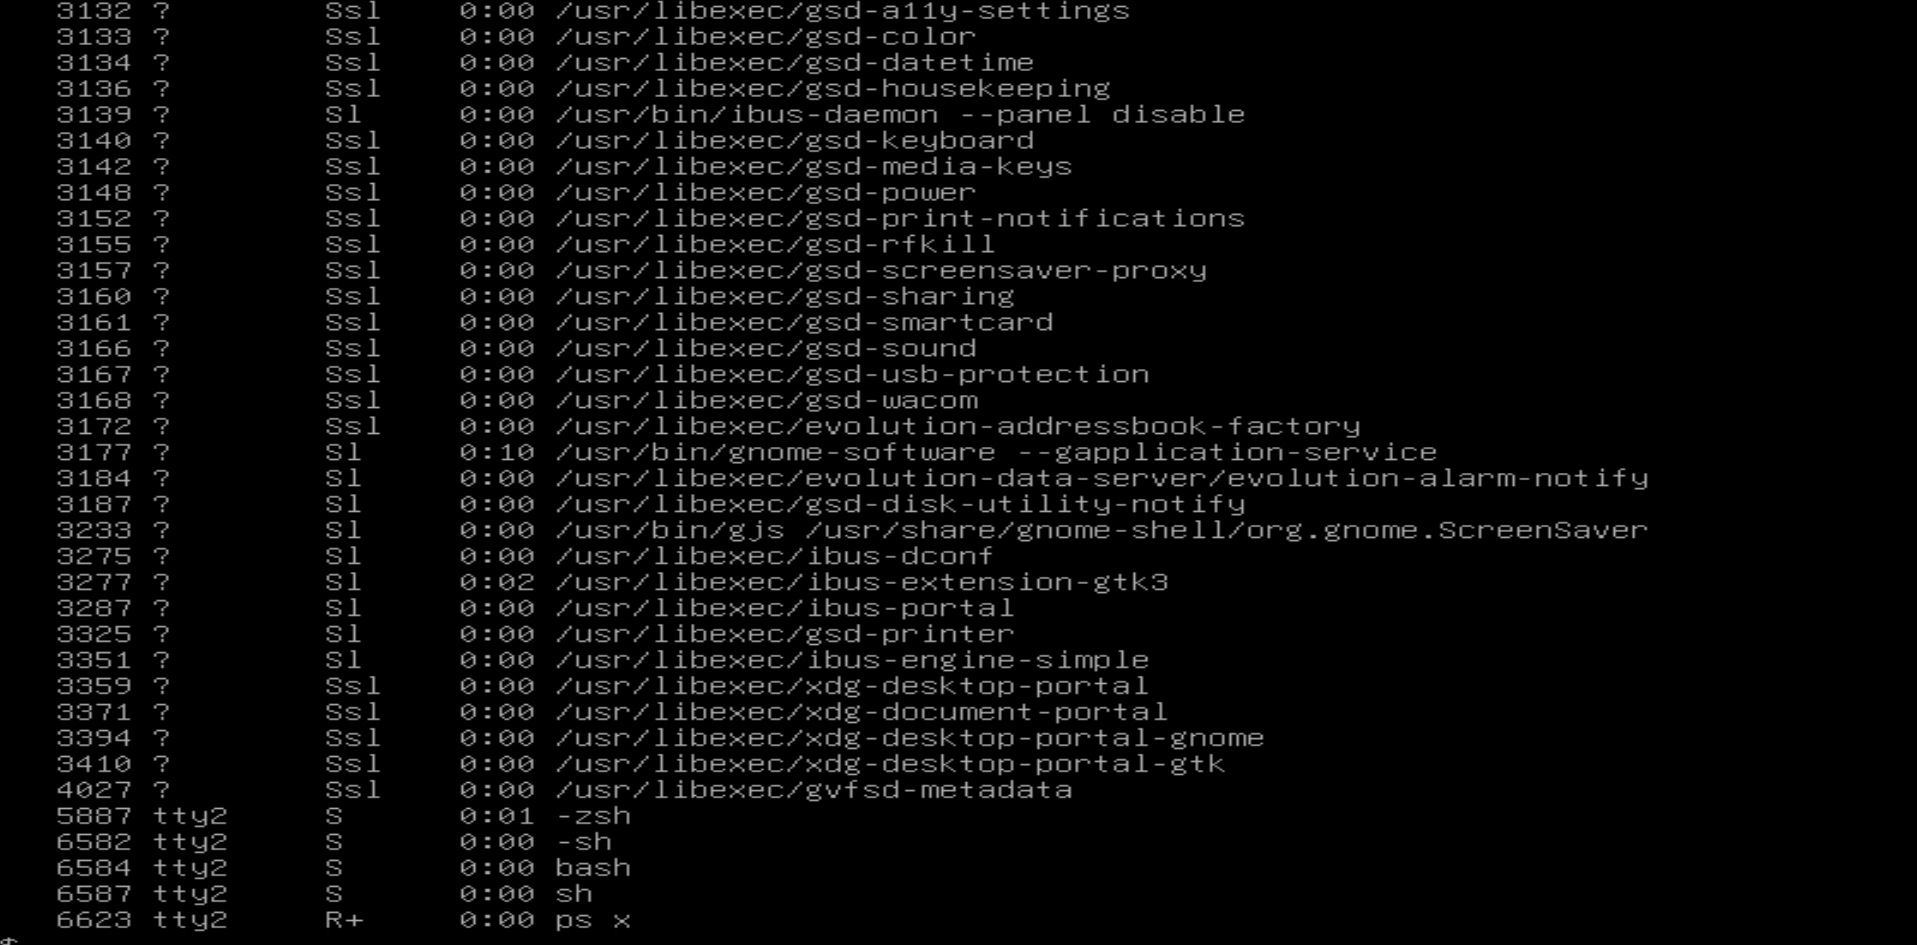 3132 ? Ssl 0:00 /usr/libexec/gsd-a11y-settings
3133 ? Ssl 0:00 /usr/libexec/gsd-color
3134 ? Ssl 0:00 /usr/libexec/gsd-datetime
3136 ? Ssl 0:00 /usr/libexec/gsd-housekeeping
3139 ? Sl 0:00 /usr/bin/ibus-daemon --panel disable
3140 ? Ssl 0:00 /usr/libexec/gsd-keyboard
3142 ? Ssl 0:00 /usr/libexec/gsd-media-keys
3148 ? Ssl 0:00 /usr/libexec/gsd-power
3152 ? Ssl 0:00 /usr/libexec/gsd-print-notifications
3155 ? Ssl 0:00 /usr/libexec/gsd-rfkill
3157 ? Ssl 0:00 /usr/libexec/gsd-screensaver-proxy
3160 ? Ssl 0:00 /usr/libexec/gsd-sharing
3161 ? Ssl 0:00 /usr/libexec/gsd-smartcard
3166 ? Ssl 0:00 /usr/libexec/gsd-sound
3167 ? Ssl 0:00 /usr/libexec/gsd-usb-protection
3168 ? Ssl 0:00 /usr/libexec/gsd-wacom
3172 ? Ssl 0:00 /usr/libexec/evolution-addressbook-factory
3177 ? Sl 0:10 /usr/bin/gnome-software --gapplication-service
3184 ? Sl 0:00 /usr/libexec/evolution-data-server/evolution-alarm-notify
3187 ? Sl 0:00 /usr/libexec/gsd-disk-utility-notify
3233 ? Sl 0:00 /usr/bin/gjs /usr/share/gnome-shell/org.gnome.ScreenSaver
3275 ? Sl 0:00 /usr/libexec/ibus-dconf
3277 ? Sl 0:02 /usr/libexec/ibus-extension-gtk3
3287 ? Sl 0:00 /usr/libexec/ibus-portal
3325 ? Sl 0:00 /usr/libexec/gsd-printer
3351 ? Sl 0:00 /usr/libexec/ibus-engine-simple
3359 ? Ssl 0:00 /usr/libexec/xdg-desktop-portal
3371 ? Ssl 0:00 /usr/libexec/xdg-document-portal
3394 ? Ssl 0:00 /usr/libexec/xdg-desktop-portal-gnome
3410 ? Ssl 0:00 /usr/libexec/xdg-desktop-portal-gtk
4027 ? Ssl 0:00 /usr/libexec/gvfsd-metadata
5887 tty2 S 0:01 -zsh
6582 tty2 S 0:00 -sh
6584 tty2 S 0:00 bash
6587 tty2 S 0:00 sh
6623 tty2 R+ 0:00 ps x